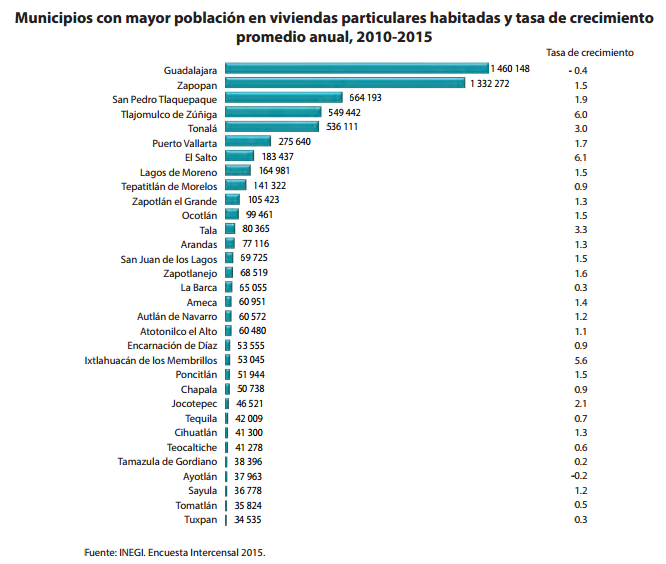 Municipios con mayor población en viviendas particulares habitadas y tasa de crecimiento
promedio anual, 2010-2015
Tasa de crecimiento
Guadalajara 1 460 148 - 0.4
Zapopan 1 332 272 1.5
San Pedro Tlaquepaque 664 193 1.9
Tlajomulco de Zúñiga 549 442 6.0
Tonalá 536 111 3.0
Puerto Vallarta 275 640 1.7
El Salto 183 437 6.1
Lagos de Moreno 164 981 1.5
Tepatitlán de Morelos 141 322 0.9
Zapotlán el Grande 105 423 1.3
Ocotlán 99 461 1.5
Tala 80 365 3.3
Arandas 77 116 1.3
San Juan de los Lagos 69 725 1.5
Zapotlanejo 68 519 1.6
La Barca 65 055 0.3
Ameca 60 951 1.4
Autlán de Navarro 60 572 1.2
Atotonilco el Alto 60 480 1.1
Encarnación de Díaz 53 555 0.9
Ixtlahuacán de los Membrillos 53 045 5.6
Poncitlán 51 944 1.5
Chapala 50 738 0.9
Jocotepec 46 521 2.1
Tequila 42 009 0.7
Cihuatlán 41 300 1.3
Teocaltiche 41 278 0.6
Tamazula de Gordiano 38 396 0.2
Ayotlán 37 963 -0.2
Sayula 36 778 1.2
Tomatlán 35 824 0.5
Tuxpan 34 535 0.3
Fuente: INEGI. Encuesta Intercensal 2015.